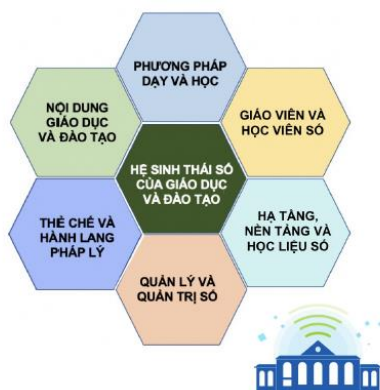 PHƯƠNG PHÁP
DẠY VÀ HỌC
NỘI DUNG
GIÁO DỤC
VÀ ĐÀO TẠO
GIÁO VIÊN VÀ
HỌC VIÊN SỐ
HỆ SINH THÁI SỐ
CỦA GIÁO DỤC
VÀ ĐÀO TẠO
THỂ CHẾ VÀ
HÀNH LANG
PHÁP LÝ
HẠ TẦNG,
NỀN TẢNG VÀ
HỌC LIỆU SỐ
QUẢN LÝ VÀ
QUẢN TRỊ SỐ